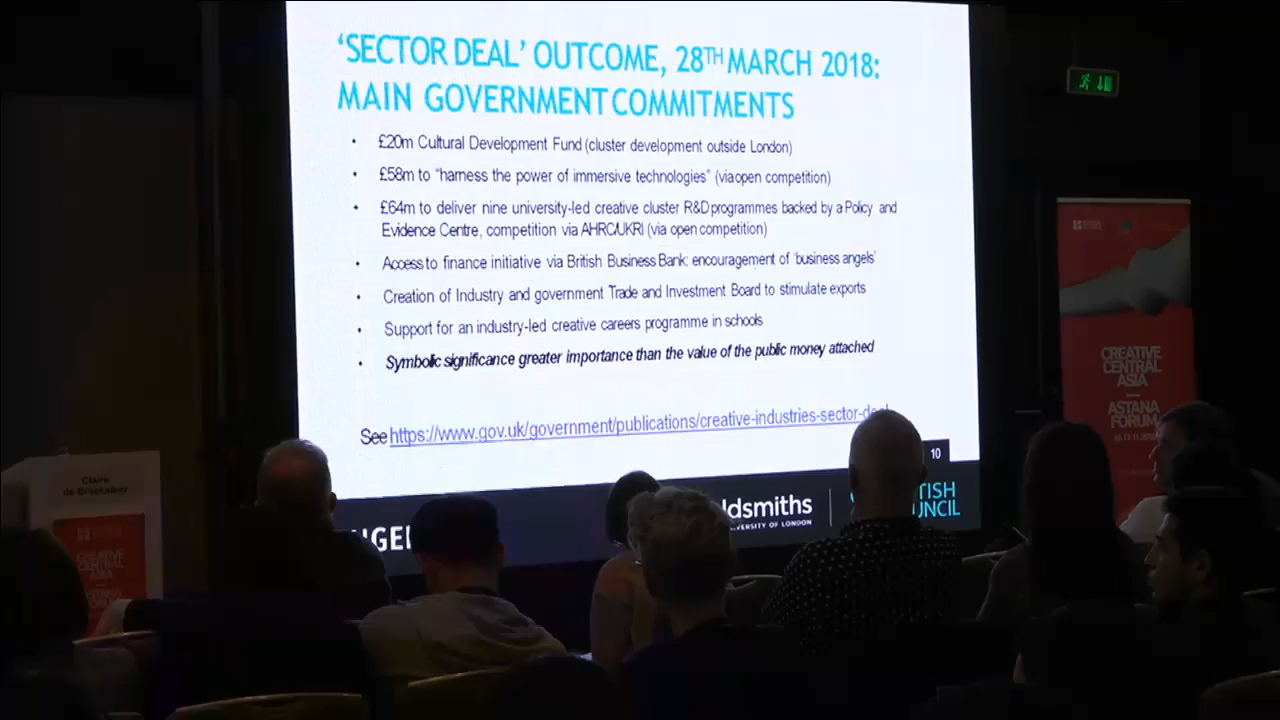 ‘SECTOR DEAL’ OUTCOME, 28TH MARCH 2018:
MAIN GOVERNMENT COMMITMENTS
• £20m Cultural Development Fund (cluster development outside London)
• £58m to “harness the power of immersive technologies” (via open competition)
• £64m to deliver nine university-led creative cluster R&D programmes backed by a Policy and
Evidence Centre, competition via AHRC/UKRI (via open competition)
• Access to finance initiative via British Business Bank; encouragement of ‘business angels’
• Creation of Industry and government Trade and Investment Board to stimulate exports
• Support for an industry-led creative careers programme in schools
• Symbolic significance greater importance than the value of the public money attached
See https://www.gov.uk/government/publications/creative-industries-sector-deal
10
ldsmiths
VERSITY OF LONDON
TISH
UNCIL
Claire
CREATIVE
CENTRAL
ASIA
CREATIVE
CENTRAL
ASIA
ASTANA
FORUM